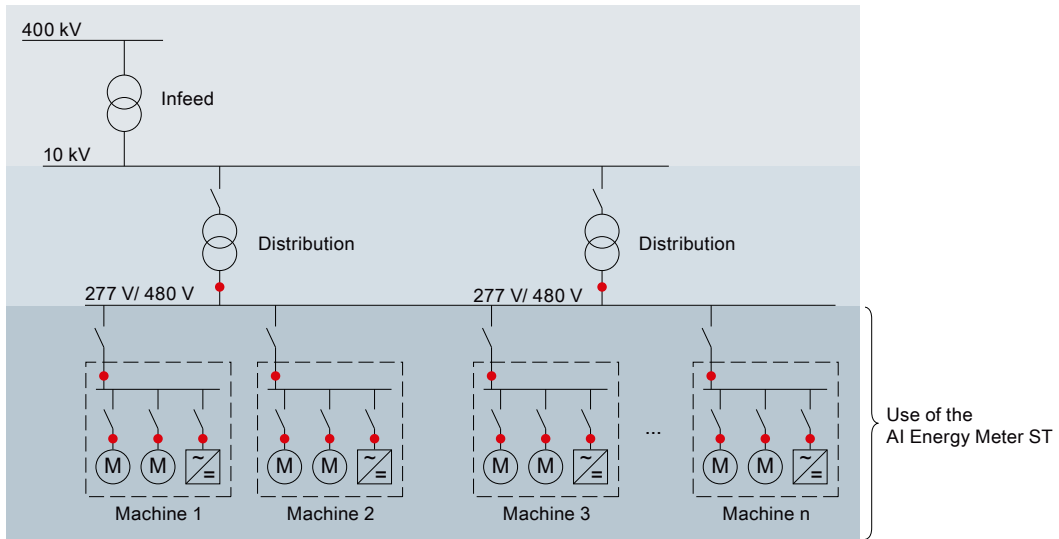 400 kV
Infeed
10 kV
Distribution
Distribution
277 V/ 480 V
277 V/ 480 V
...
Use of the
AI Energy Meter ST
M
M
~
=
M
M
~
=
M
M
~
=
M
M
~
=
Machine 1
Machine 2
Machine 3
Machine n